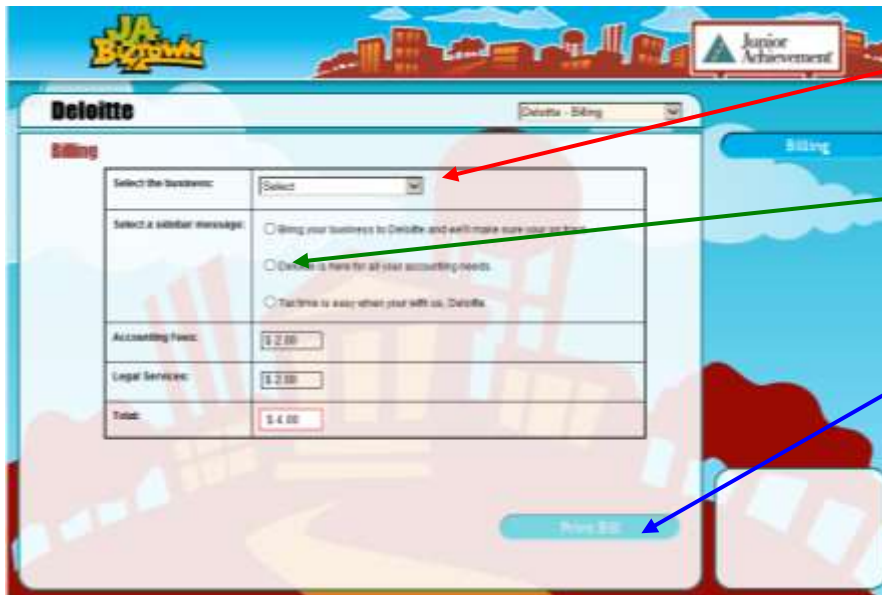 JA
BIZTOWN
Junior
Achievement
Deloitte
Deloitte - Billing
Billing
Billing
Select the business:
Select
Select a sidebar message:
Bring your business to Deloitte and we'll make sure your on
Deloitte is here for all your accounting needs.
Tax time is easy when your with us, Deloitte.
Accounting Fees:
$ 2.00
Legal Services:
$ 2.00
Total:
$ 4.00
Print Bill